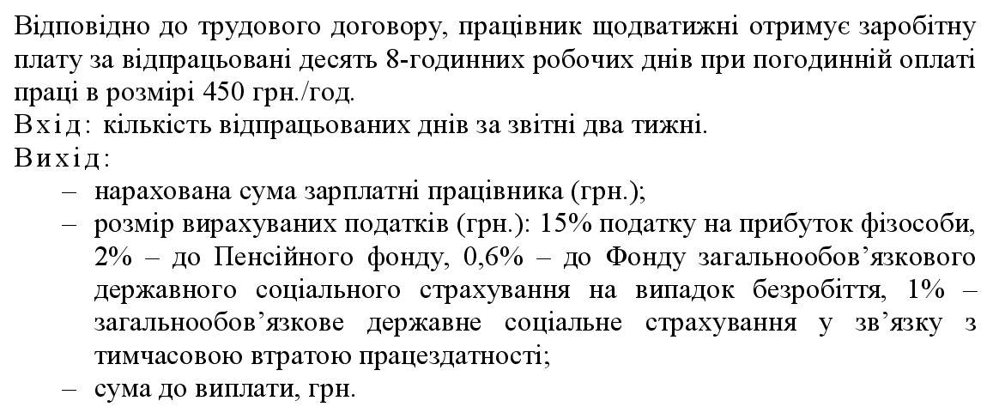 Відповідно до трудового договору, працівник щодватижні отримує заробітну
плату за відпрацьовані десять 8-годинних робочих днів при погодинній оплаті
праці в розмірі 450 грн./год.
Вхід: кількість відпрацьованих днів за звітні два тижні.
Вихід:
– нарахована сума зарплатні працівника (грн.);
– розмір вирахуваних податків (грн.): 15% податку на прибуток фізособи,
2% – до Пенсійного фонду, 0,6% – до Фонду загальнообов’язкового
державного соціального страхування на випадок безробіття, 1% –
загальнообов’язкове державне соціальне страхування у зв’язку з
тимчасовою втратою працездатності;
– сума до виплати, грн.